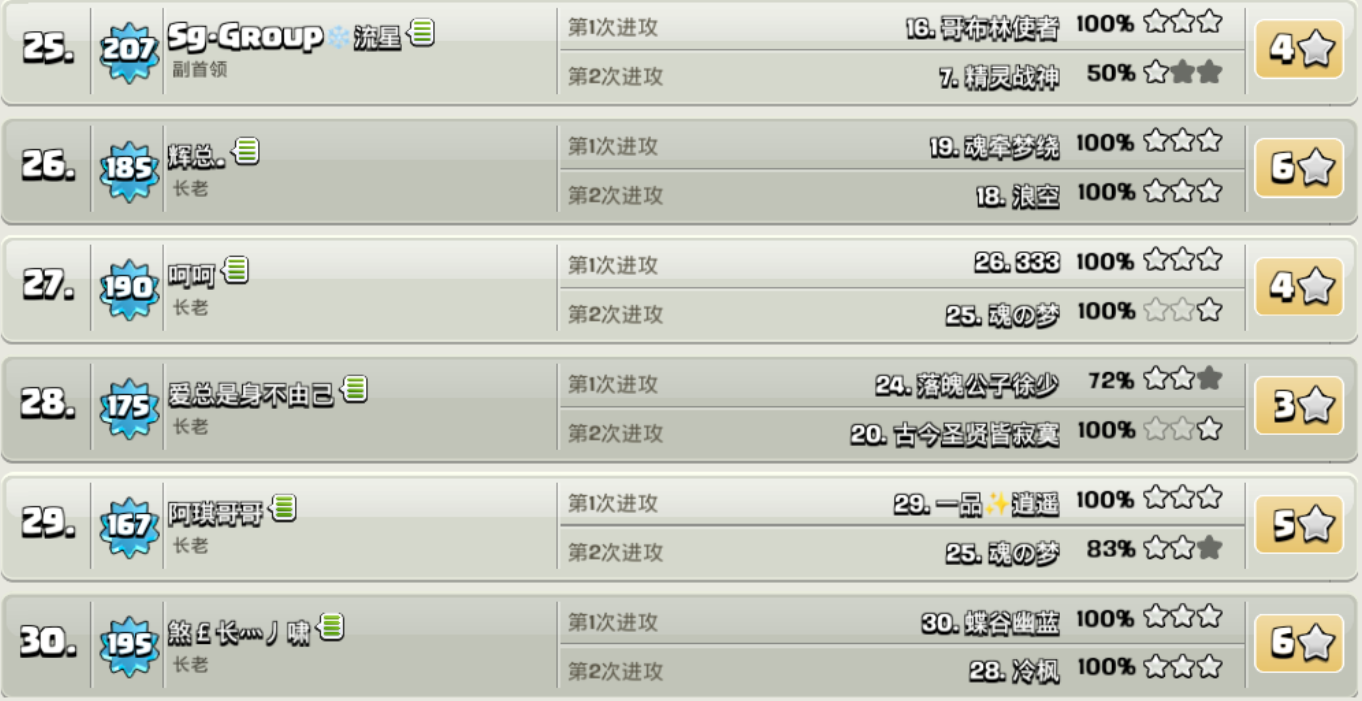 25. 207 Sg-GROUP❄流星
副首领
第1次进攻 16. 哥布林使者 100%
第2次进攻 7. 精灵战神 50%
4
26. 185 辉总。
长老
第1次进攻 19. 魂牵梦绕 100%
第2次进攻 18. 浪空 100%
6
27. 190 呵呵
长老
第1次进攻 26. 333 100%
第2次进攻 25. 魂の梦 100%
4
28. 175 爱总是身不由己
长老
第1次进攻 24. 落魄公子徐少 72%
第2次进攻 20. 古今圣贤皆寂寞 100%
3
29. 167 阿琪哥哥
长老
第1次进攻 29. 一品✨逍遥 100%
第2次进攻 25. 魂の梦 83%
5
30. 195 煞£长灬丿啸
长老
第1次进攻 30. 蝶谷幽蓝 100%
第2次进攻 28. 冷枫 100%
6